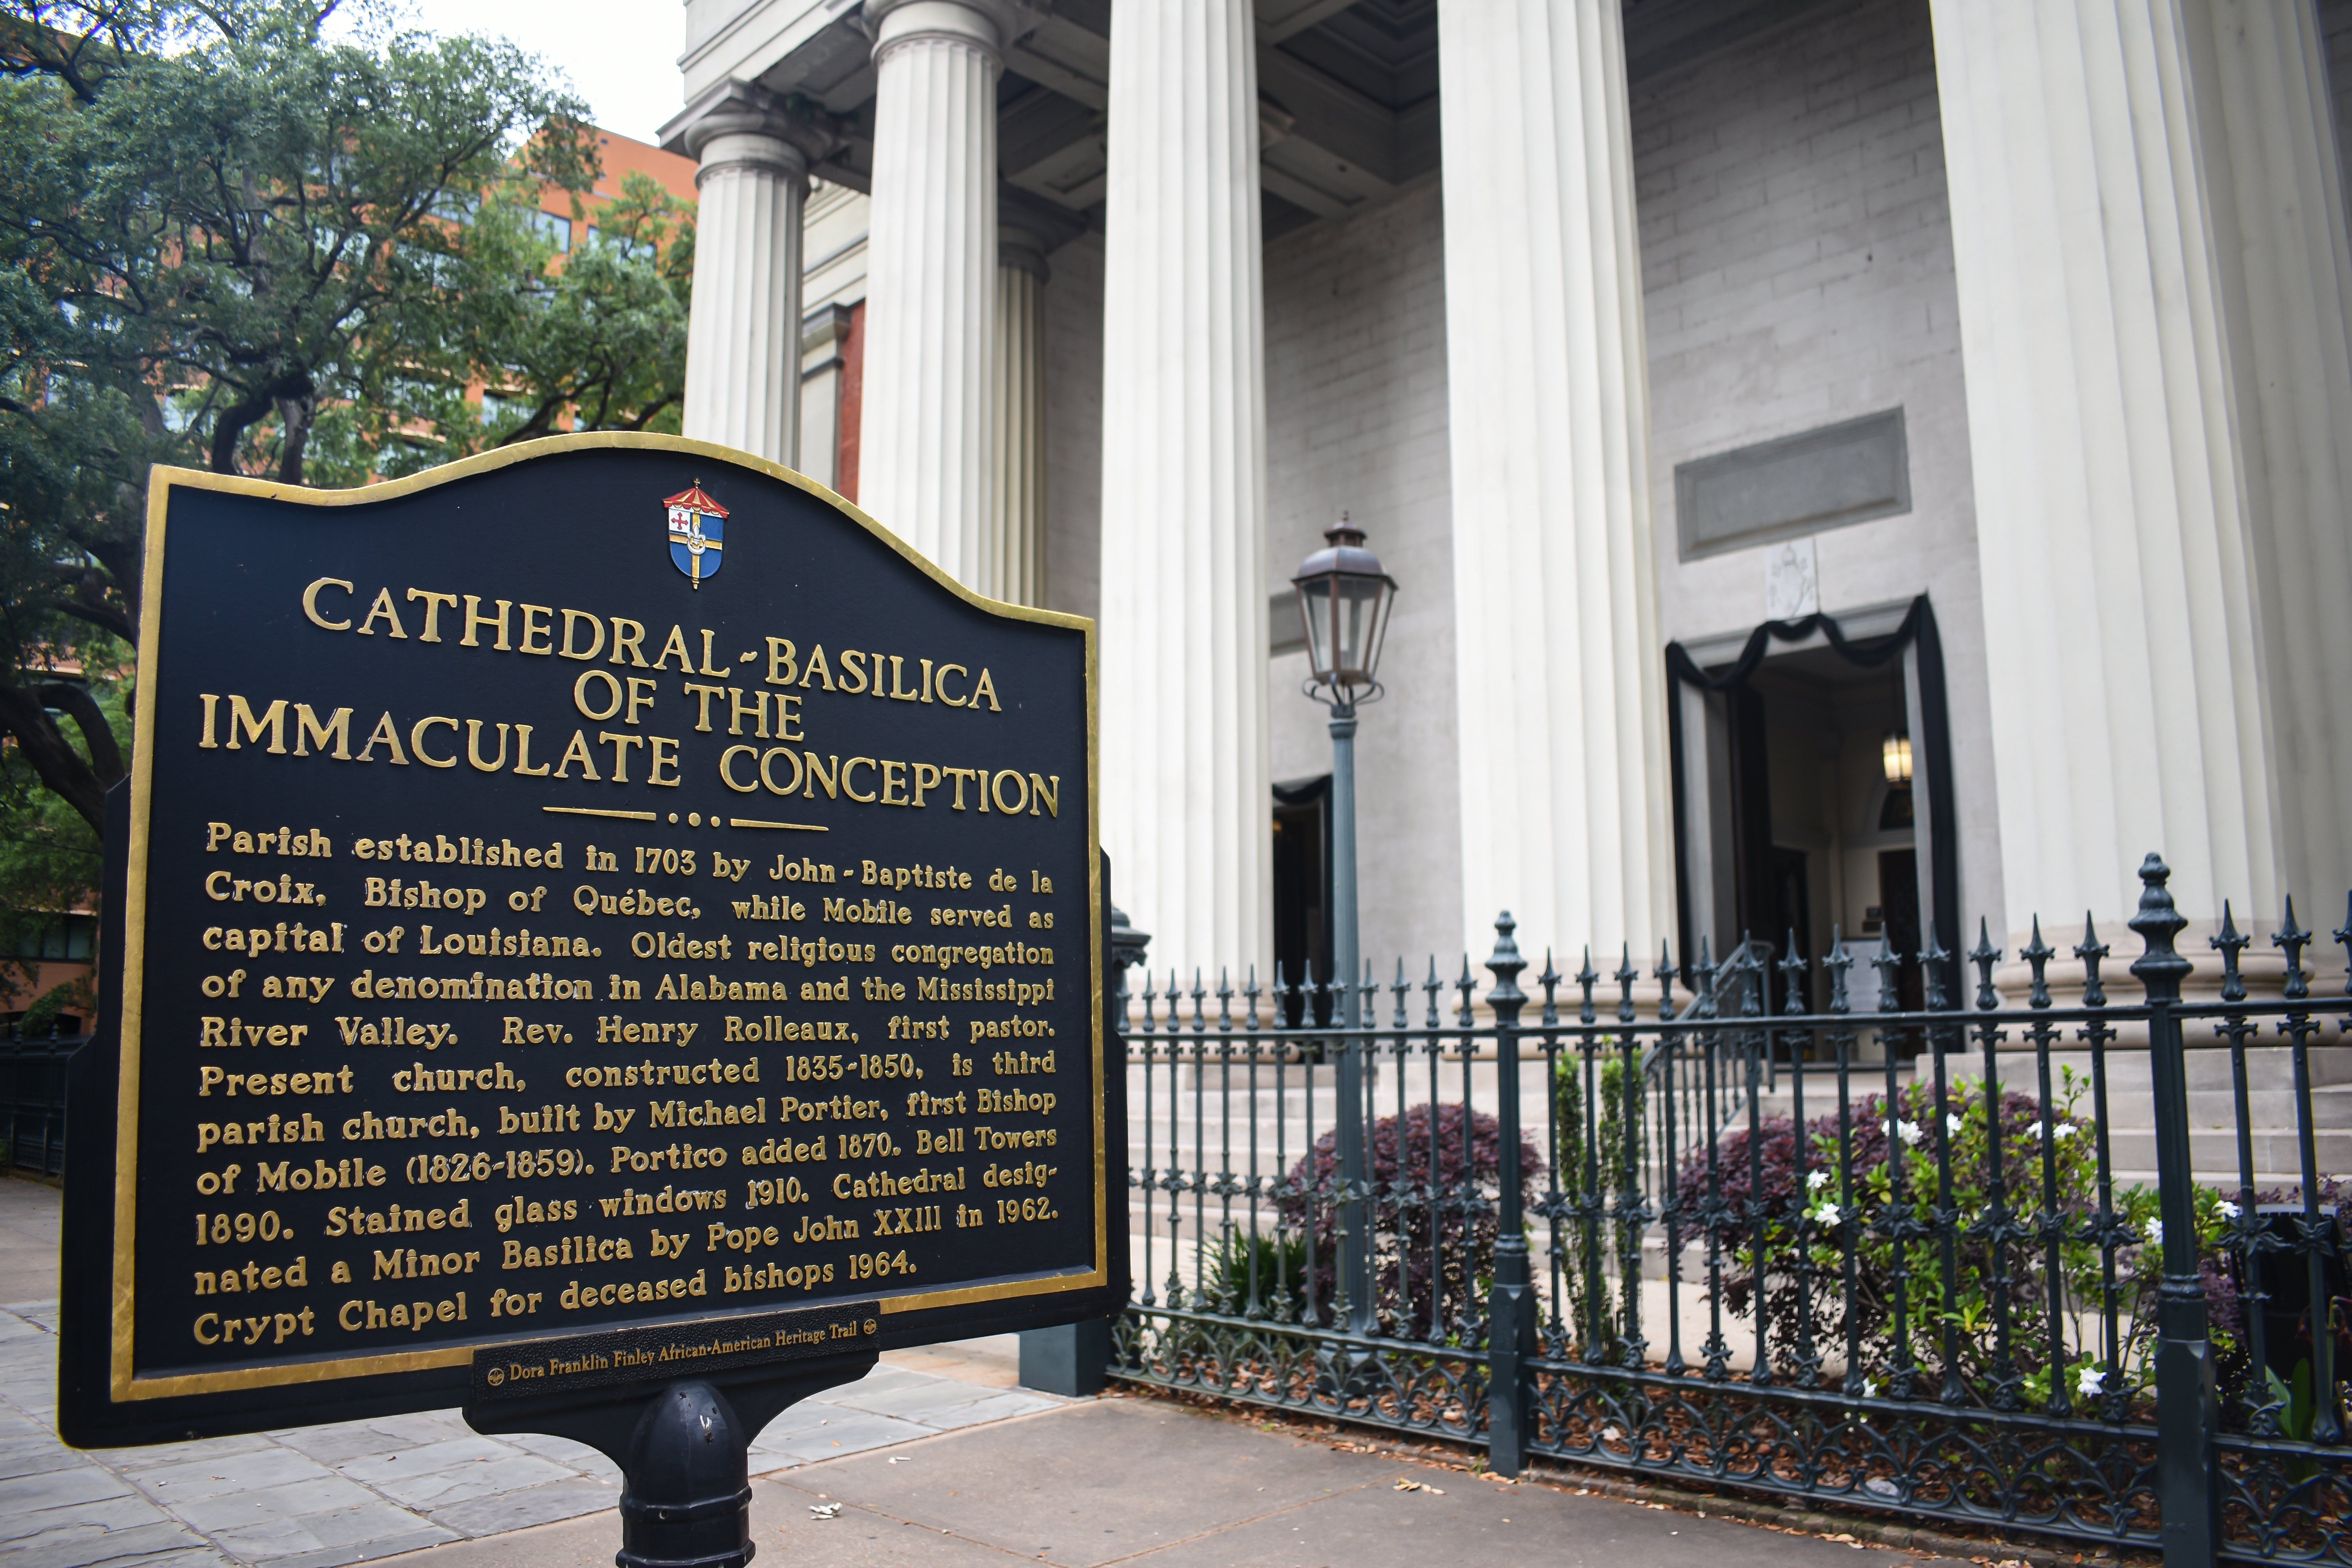 CATHEDRAL-BASILICA
OF THE
IMMACULATE CONCEPTION
Parish established in 1703 by John-Baptiste de la
Croix, Bishop of Québec, while Mobile served as
capital of Louisiana. Oldest religious congregation
of any denomination in Alabama and the Mississippi
River Valley. Rev. Henry Rolleaux, first pastor.
Present church, constructed 1835-1850, is third
parish church, built by Michael Portier, first Bishop
of Mobile (1826-1859). Portico added 1870. Bell Towers
1890. Stained glass windows 1910. Cathedral desig-
nated a Minor Basilica by Pope John XXIII in 1962.
Crypt Chapel for deceased bishops 1964.
Dora Franklin Finley African-American Heritage Trail